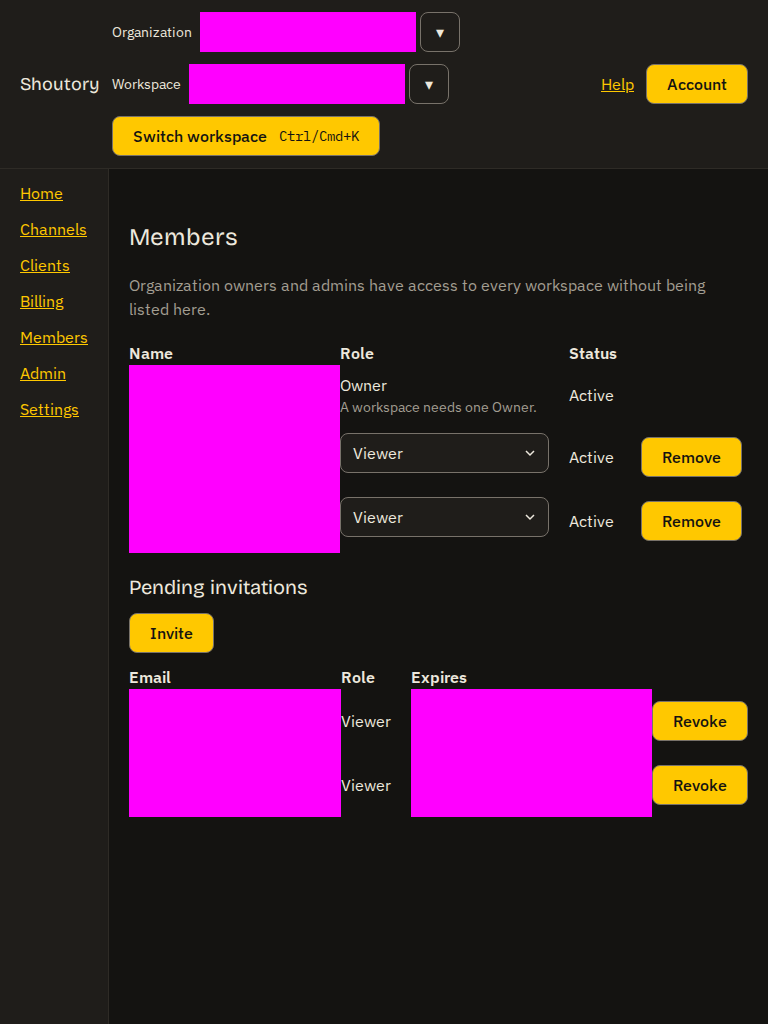 Organization ▼
Shoutory Workspace ▼ Help Account
Switch workspace Ctrl/Cmd+K
Home
Channels
Clients
Billing
Members
Admin
Settings
Members
Organization owners and admins have access to every workspace without being
listed here.
Name Role Status
Owner
A workspace needs one Owner.
Active
Viewer Active Remove
Viewer Active Remove
Pending invitations
Invite
Email Role Expires
Viewer Revoke
Viewer Revoke